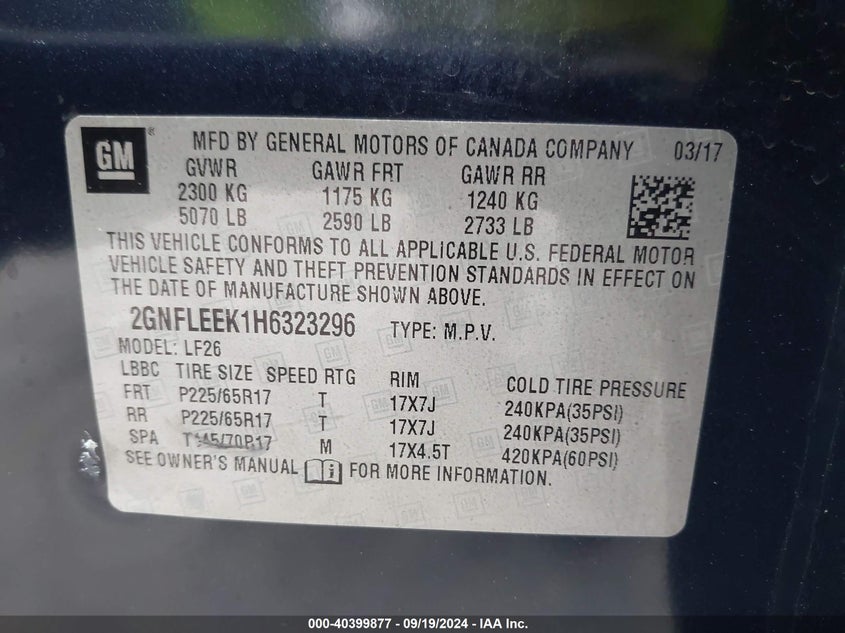 GM
®
MFD BY GENERAL MOTORS OF CANADA COMPANY 03/17
GVWR GAWR FRT GAWR RR
2300 KG 1175 KG 1240 KG
5070 LB 2590 LB 2733 LB
THIS VEHICLE CONFORMS TO ALL APPLICABLE U.S. FEDERAL MOTOR
VEHICLE SAFETY AND THEFT PREVENTION STANDARDS IN EFFECT ON
THE DATE OF MANUFACTURE SHOWN ABOVE.
2GNFLEEK1H6323296 TYPE: M.P.V.
MODEL: LF26
LBBC TIRE SIZE SPEED RTG RIM COLD TIRE PRESSURE
FRT P225/65R17 T 17X7J 240KPA(35PSI)
RR P225/65R17 T 17X7J 240KPA(35PSI)
SPA T145/70R17 M 17X4.5T 420KPA(60PSI)
SEE OWNER'S MANUAL i FOR MORE INFORMATION.
000-40399877 - 09/19/2024 - IAA Inc.